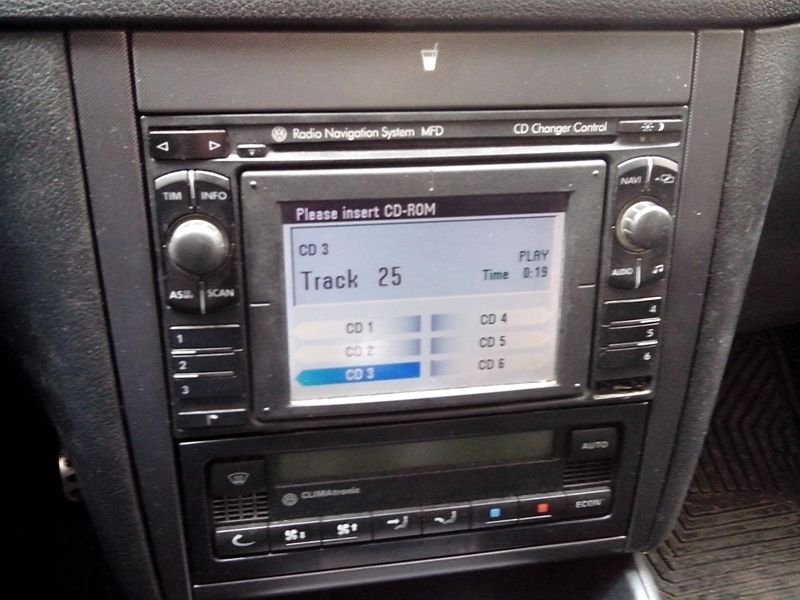 Radio Navigation System MFD CD Changer Control
TIM INFO
NAVI
Please insert CD-ROM
CD 3
PLAY
Track 25
Time 0:19
AS SCAN
AUDIO
CD 1 CD 4
CD 2 CD 5
CD 3 CD 6
1
2
3
4
5
6
AUTO
CLIMAtronic
ECON